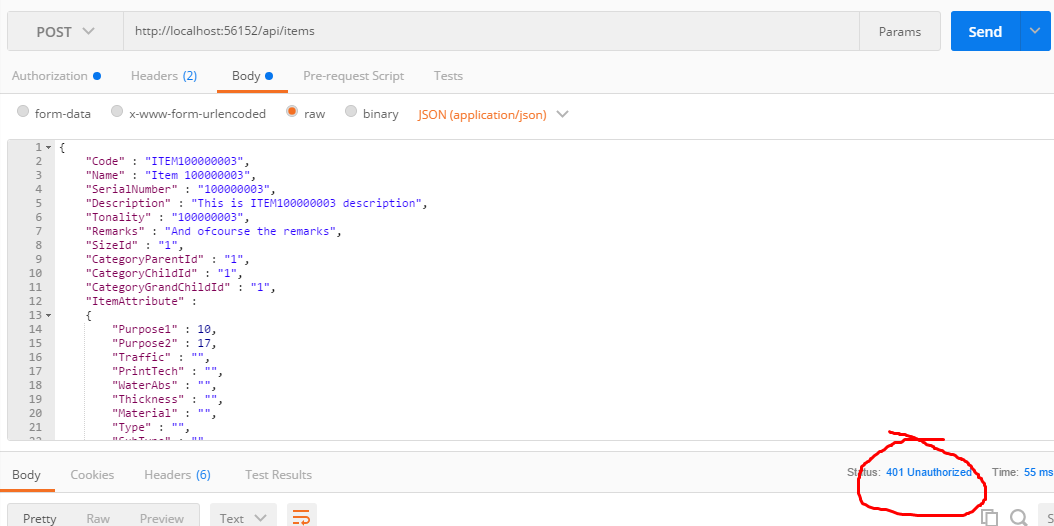 POST http://localhost:56152/api/items Params Send
Authorization Headers (2) Body Pre-request Script Tests
form-data x-www-form-urlencoded raw binary JSON (application/json)
1 {
2 "Code" : "ITEM100000003",
3 "Name" : "Item 100000003",
4 "SerialNumber" : "100000003",
5 "Description" : "This is ITEM100000003 description",
6 "Tonality" : "100000003",
7 "Remarks" : "And ofcourse the remarks",
8 "SizeId" : "1",
9 "CategoryParentId" : "1",
10 "CategoryChildId" : "1",
11 "CategoryGrandChildId" : "1",
12 "ItemAttribute" :
13 {
14 "Purpose1" : 10,
15 "Purpose2" : 17,
16 "Traffic" : "",
17 "PrintTech" : "",
18 "WaterAbs" : "",
19 "Thickness" : "",
20 "Material" : "",
21 "Type" : "",
22 "SubType" : ""
Body Cookies Headers (6) Test Results Status: 401 Unauthorized Time: 55 ms
Pretty Raw Preview Text S